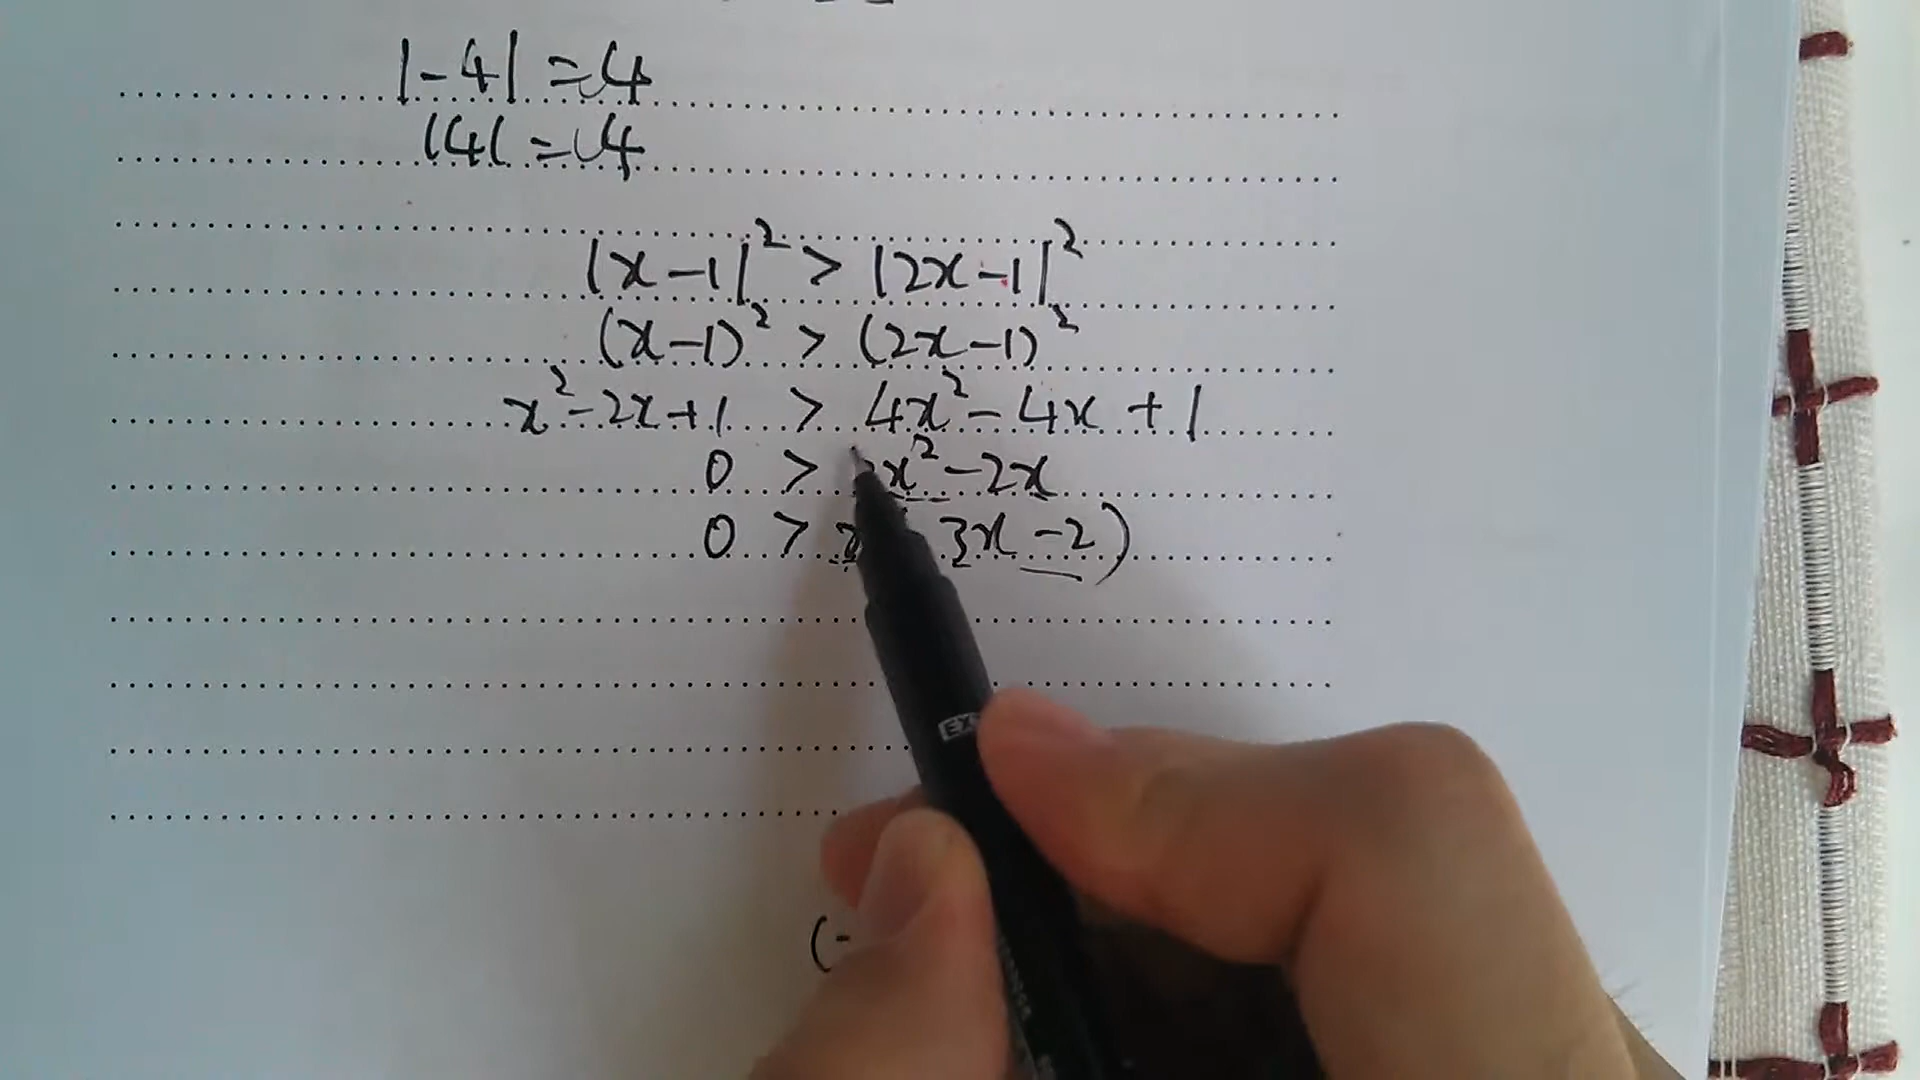 |-4| = 4
|4| = 4
|x-1|² > |2x-1|²
(x-1)² > (2x-1)²
x²-2x+1 > 4x²-4x+1
0 > x²-2x
0 > 3x-2)
(-